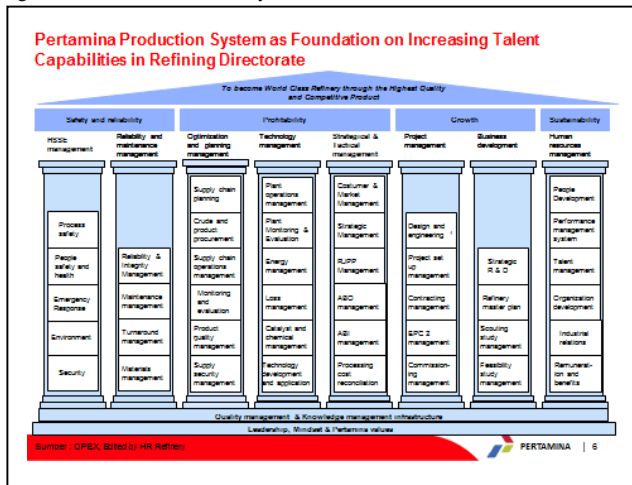 Pertamina Production System as Foundation on Increasing Talent
Capabilities in Refining Directorate
To become World Class Refinery through the Highest Quality
and Competitive Product
Safety and reliability
Profitability
Growth
Sustainability
HSSE
management
Reliability and
maintenance
management
Optimization
and planning
management
Technology
management
Strategical &
Tactical
management
Project
management
Business
development
Human
resources
management
Process
safety
People
safety and
health
Emergency
Response
Environment
Security
Reliability &
Integrity
Management
Maintenance
management
Turnaround
management
Materials
management
Supply chain
planning
Crude and
product
procurement
Supply chain
operations
management
Monitoring
and
evaluation
Product
quality
management
Supply
security
management
Plant
operations
management
Plant
Monitoring &
Evaluation
Energy
management
Loss
management
Catalyst and
chemical
management
Technology
development
and application
Costumer &
Market
Management
Strategic
Management
RJPP
Management
ABO
management
ABI
management
Processing
cost
reconciliation
Design and
engineering
Project set
up
management
Contracting
management
EPC 2
management
Commission-
ing
management
Strategic
R & D
Refinery
master plan
Scouting
study
management
Feasibility
study
management
People
Development
Performance
management
system
Talent
management
Organization
development
Industrial
relations
Remunerat-
ion and
benefits
Quality management & Knowledge management infrastructure
Leadership, Mindset & Pertamina values
Sumber : OPEX, Edited by HR Refinery
PERTAMINA | 6